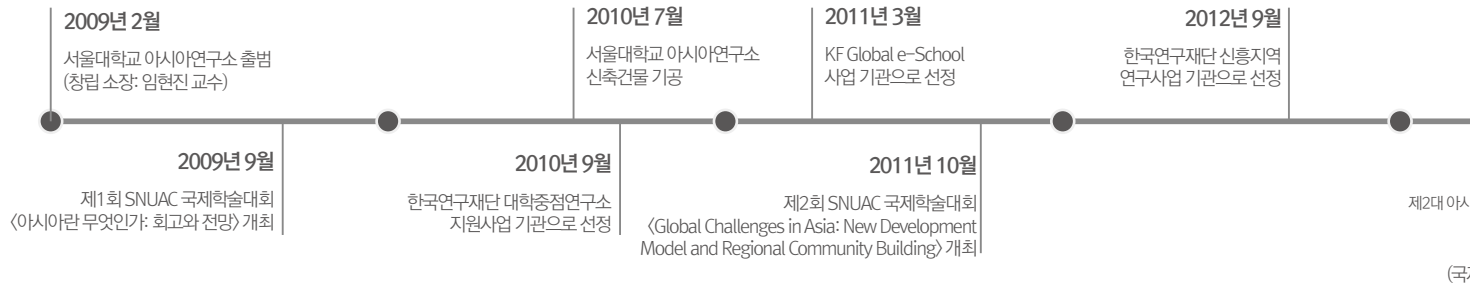 2009년 2월
서울대학교 아시아연구소 출범
(창립 소장: 임현진 교수)
2009년 9월
제1회 SNUAC 국제학술대회
〈아시아란 무엇인가: 회고와 전망〉 개최
2010년 7월
서울대학교 아시아연구소
신축건물 기공
2010년 9월
한국연구재단 대학중점연구소
지원사업 기관으로 선정
2011년 3월
KF Global e-School
사업 기관으로 선정
2011년 10월
제2회 SNUAC 국제학술대회
〈Global Challenges in Asia: New Development
Model and Regional Community Building〉 개최
2012년 9월
한국연구재단 신흥지역
연구사업 기관으로 선정
제2대 아시